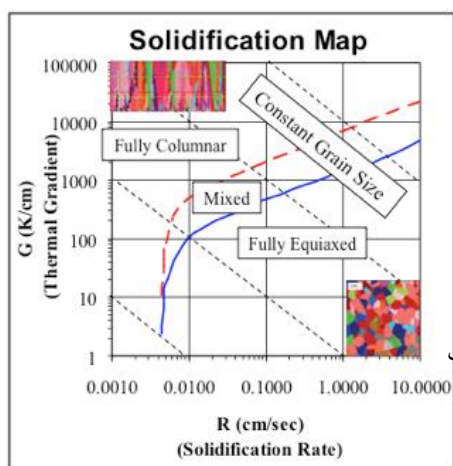 Solidification Map
100000
10000
1000
100
10
1
G (K/cm)
(Thermal Gradient)
Fully Columnar
Mixed
Constant Grain Size
Fully Equiaxed
0.0010 0.0100 0.1000 1.0000 10.0000
R (cm/sec)
(Solidification Rate)